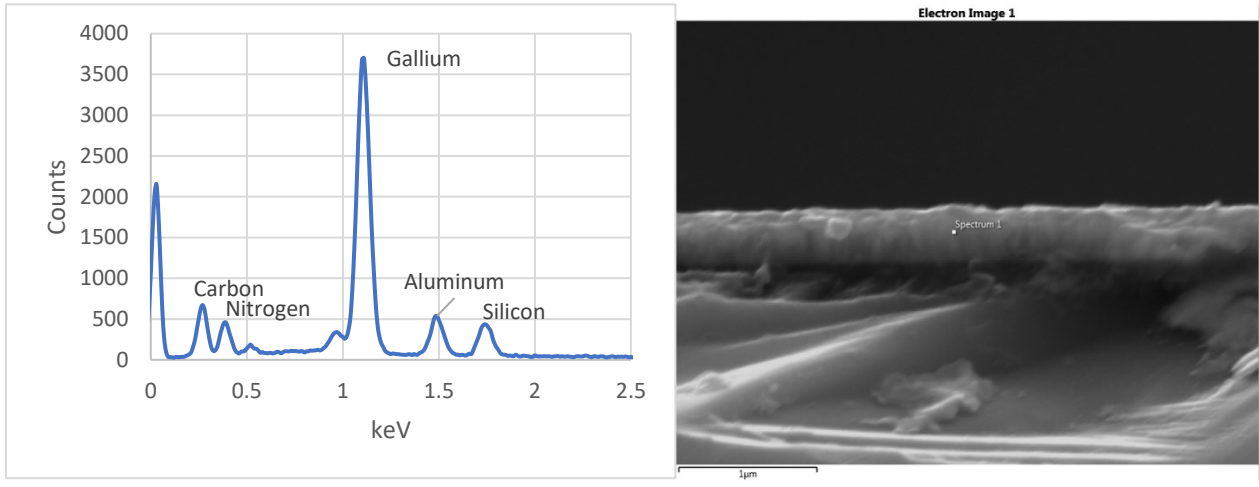 4000
3500
3000
2500
2000
1500
1000
500
0
Counts
Gallium
Carbon
Nitrogen
Aluminum
Silicon
0 0.5 1 1.5 2 2.5
keV
Electron Image 1
Spectrum 1
1µm